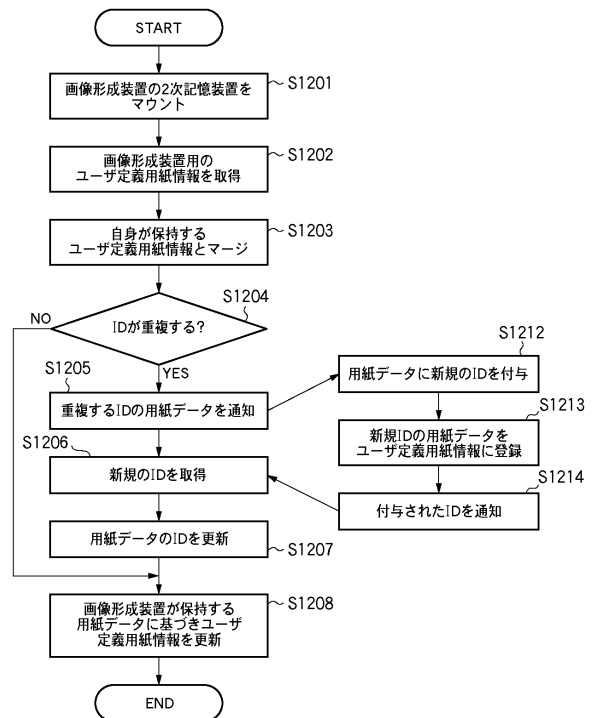 START
画像形成装置の2次記憶装置を
マウント
S1201
画像形成装置用の
ユーザ定義用紙情報を取得
S1202
自身が保持する
ユーザ定義用紙情報とマージ
S1203
IDが重複する?
S1204
NO
YES
重複するIDの用紙データを通知
S1205
用紙データに新規のIDを付与
S1212
新規IDの用紙データを
ユーザ定義用紙情報に登録
S1213
付与されたIDを通知
S1214
新規のIDを取得
S1206
用紙データのIDを更新
S1207
画像形成装置が保持する
用紙データに基づきユーザ
定義用紙情報を更新
S1208
END